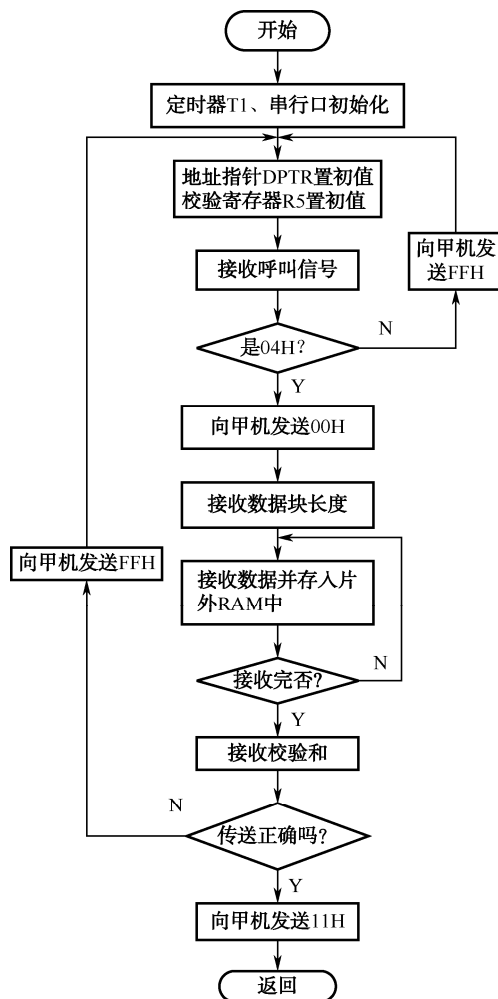 开始
定时器T1、串行口初始化
地址指针DPTR置初值
校验寄存器R5置初值
接收呼叫信号
向甲机发
送FFH
是04H?
N
Y
向甲机发送00H
接收数据块长度
向甲机发送FFH
接收数据并存入片
外RAM中
接收完否?
N
Y
接收校验和
传送正确吗?
N
Y
向甲机发送11H
返回